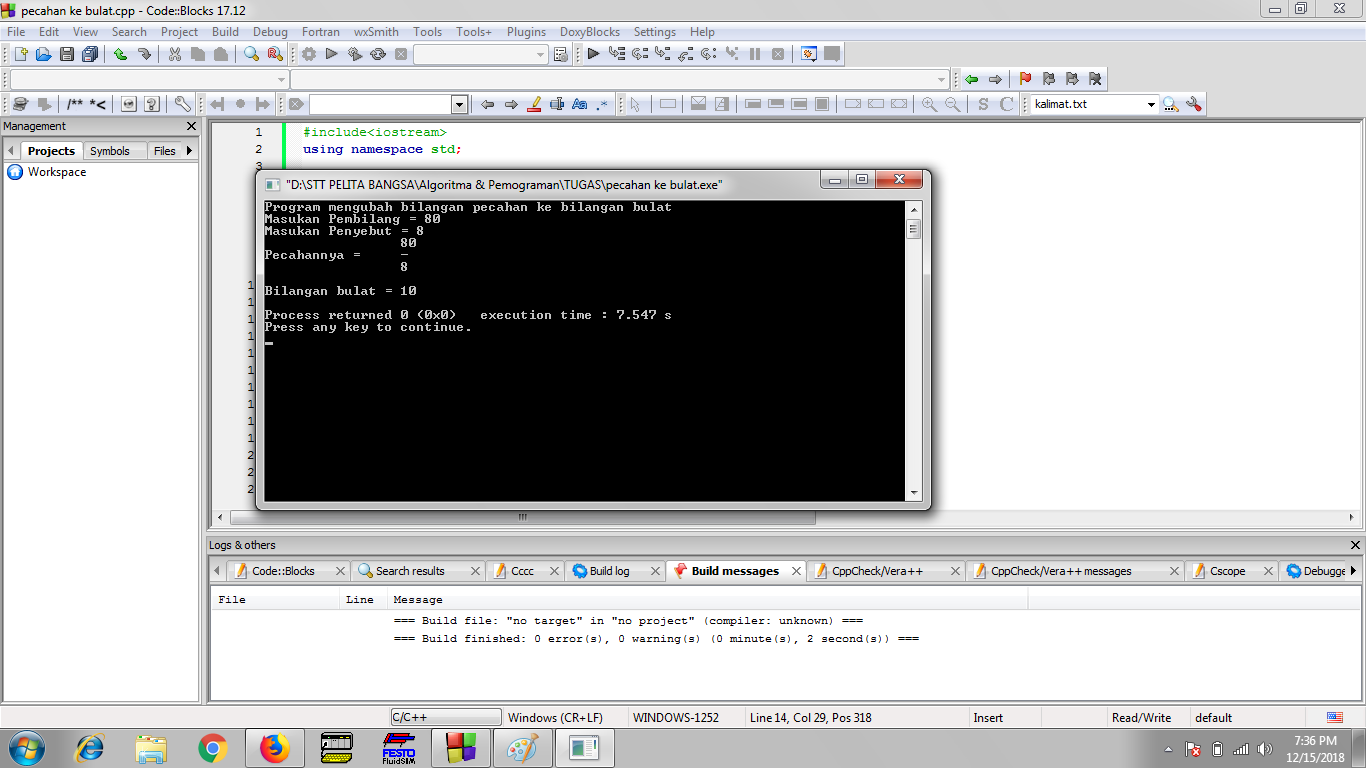 pecahan ke bulat.cpp - Code::Blocks 17.12
File Edit View Search Project Build Debug Fortran wxSmith Tools Tools+ Plugins DoxyBlocks Settings Help
/** *<
Aa .*
S C
kalimat.txt
Management
Projects Symbols Files
Workspace
1 #include<iostream>
2 using namespace std;
3
"D:\STT PELITA BANGSA\Algoritma & Pemograman\TUGAS\pecahan ke bulat.exe"
Program mengubah bilangan pecahan ke bilangan bulat
Masukan Pembilang = 80
Masukan Penyebut = 8
80
Pecahannya = -
8
Bilangan bulat = 10
Process returned 0 (0x0) execution time : 7.547 s
Press any key to continue.
Logs & others
Code::Blocks Search results Cccc Build log Build messages CppCheck/Vera++ CppCheck/Vera++ messages Cscope Debugge
File Line Message
=== Build file: "no target" in "no project" (compiler: unknown) ===
=== Build finished: 0 error(s), 0 warning(s) (0 minute(s), 2 second(s)) ===
C/C++ Windows (CR+LF) WINDOWS-1252 Line 14, Col 29, Pos 318 Insert Read/Write default
FESTO
FluidSIM
7:36 PM
12/15/2018